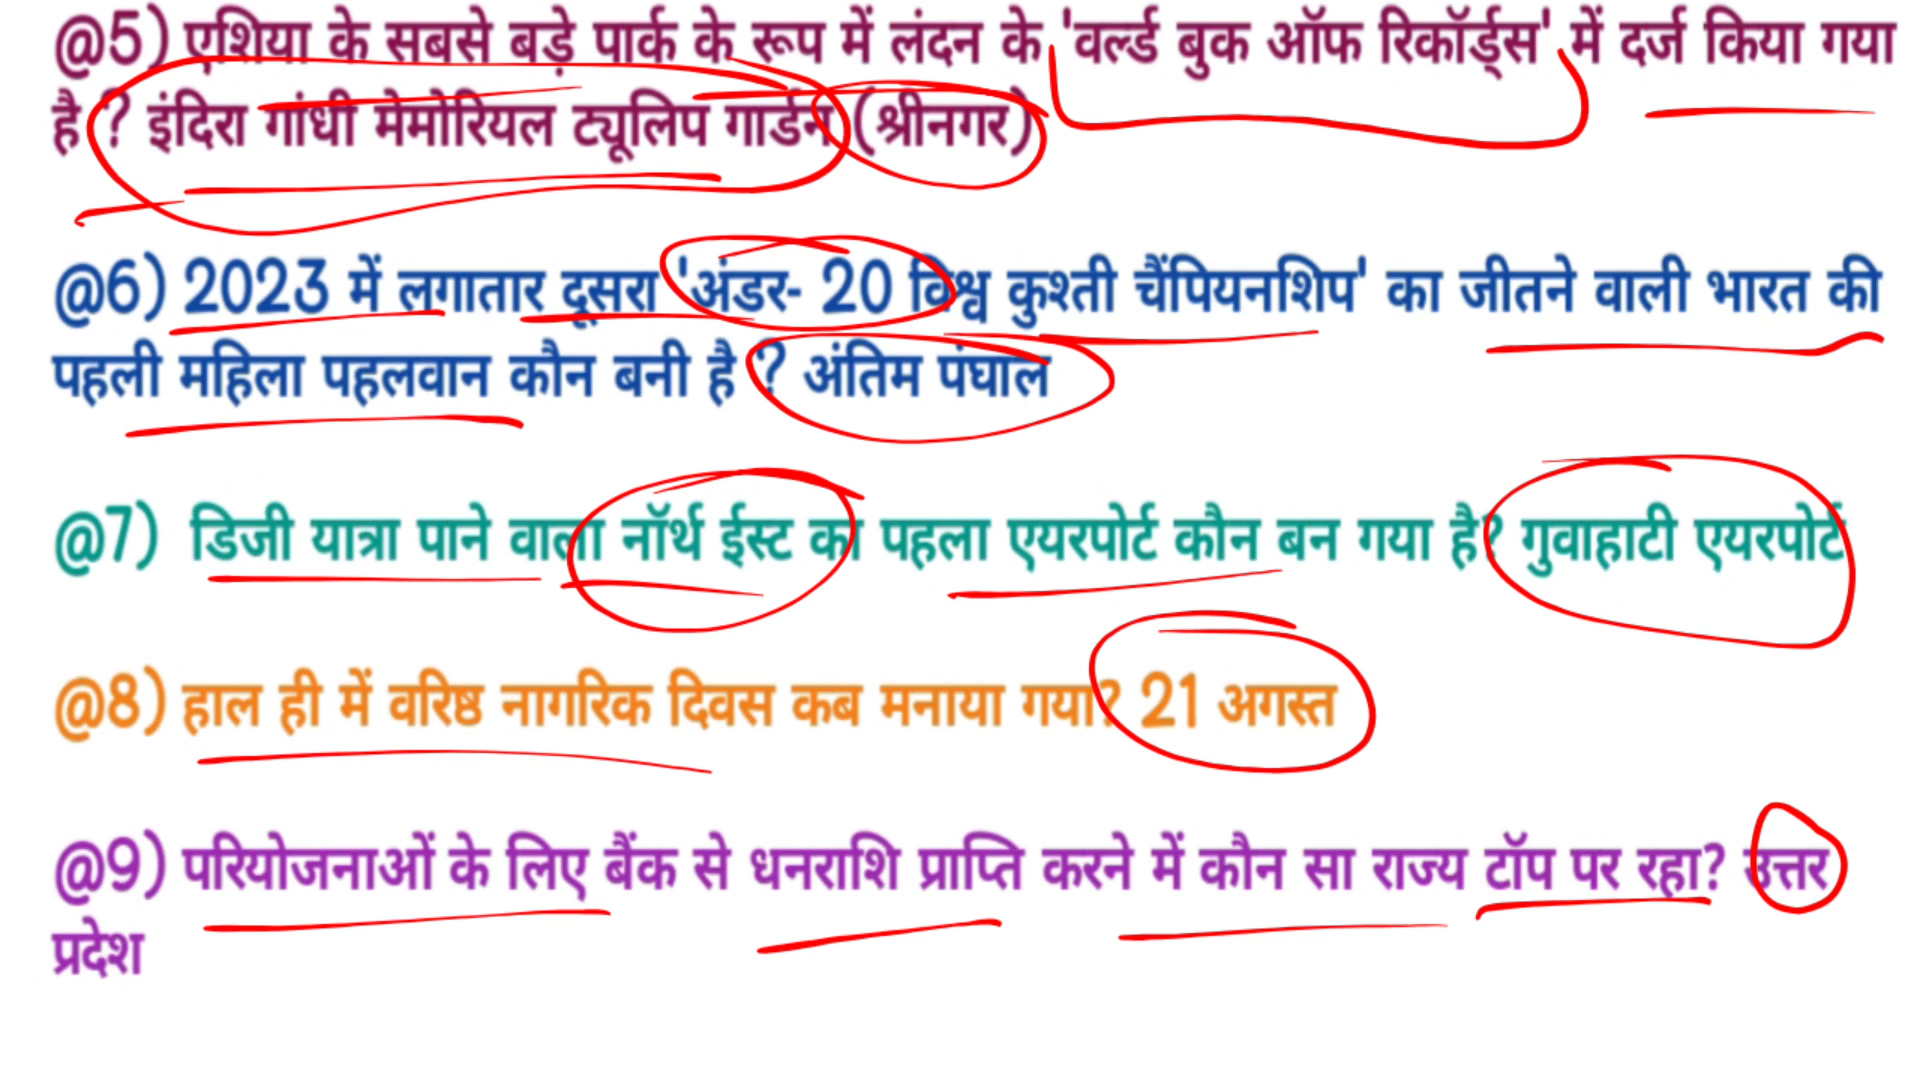 @5) एशिया के सबसे बड़े पार्क के रूप में लंदन के 'वर्ल्ड बुक ऑफ रिकॉर्ड्स' में दर्ज किया गया
है ? इंदिरा गांधी मेमोरियल ट्यूलिप गार्डन (श्रीनगर)
@6) 2023 में लगातार दूसरा 'अंडर- 20 विश्व कुश्ती चैंपियनशिप' का जीतने वाली भारत की
पहली महिला पहलवान कौन बनी है ? अंतिम पंघाल
@7) डिजी यात्रा पाने वाला नॉर्थ ईस्ट का पहला एयरपोर्ट कौन बन गया है? गुवाहाटी एयरपोर्ट
@8) हाल ही में वरिष्ठ नागरिक दिवस कब मनाया गया? 21 अगस्त
@9) परियोजनाओं के लिए बैंक से धनराशि प्राप्ति करने में कौन सा राज्य टॉप पर रहा? उत्तर
प्रदेश